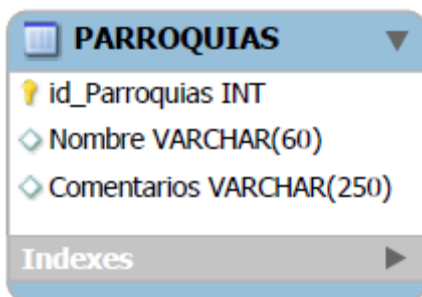 PARROQUIAS
id_Parroquias INT
Nombre VARCHAR(60)
Comentarios VARCHAR(250)
Indexes